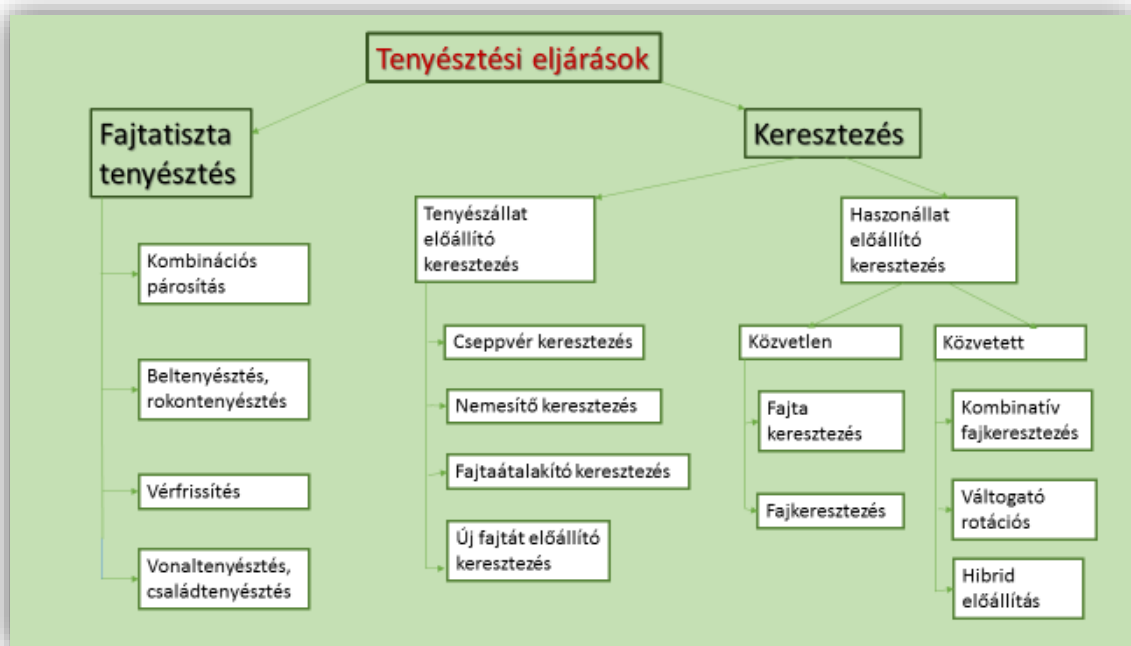 Tenyésztési eljárások
Fajtatiszta
tenyésztés
Kombinációs
párosítás
Beltenyésztés,
rokontenyésztés
Vérfrissítés
Vonaltenyésztés,
családtenyésztés
Keresztezés
Tenyészállat
előállító
keresztezés
Cseppvér keresztezés
Nemesítő keresztezés
Fajtaátalakító keresztezés
Új fajtát előállító
keresztezés
Haszonállat
előállító
keresztezés
Közvetlen
Fajta
keresztezés
Fajkeresztezés
Közvetett
Kombinatív
fajkeresztezés
Váltogató
rotációs
Hibrid
előállítás